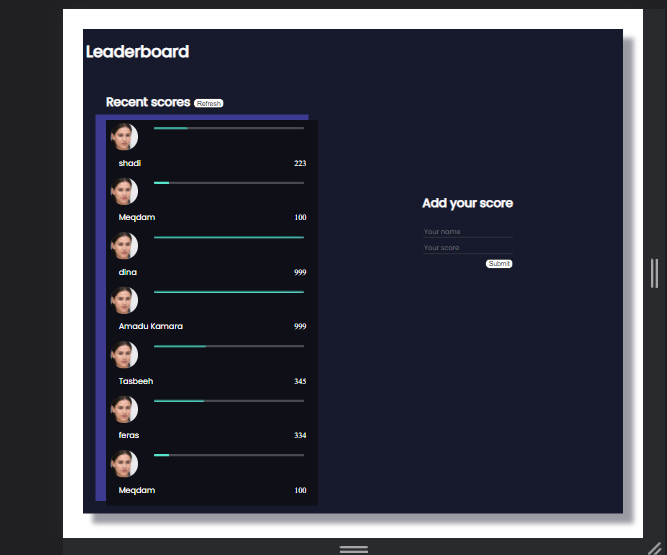 Leaderboard
Recent scores Refresh
shadi 223
Meqdam 100
dina 999
Amadu Kamara 999
Tasbeeh 345
feras 334
Meqdam 100
Add your score
Your name
Your score
Submit